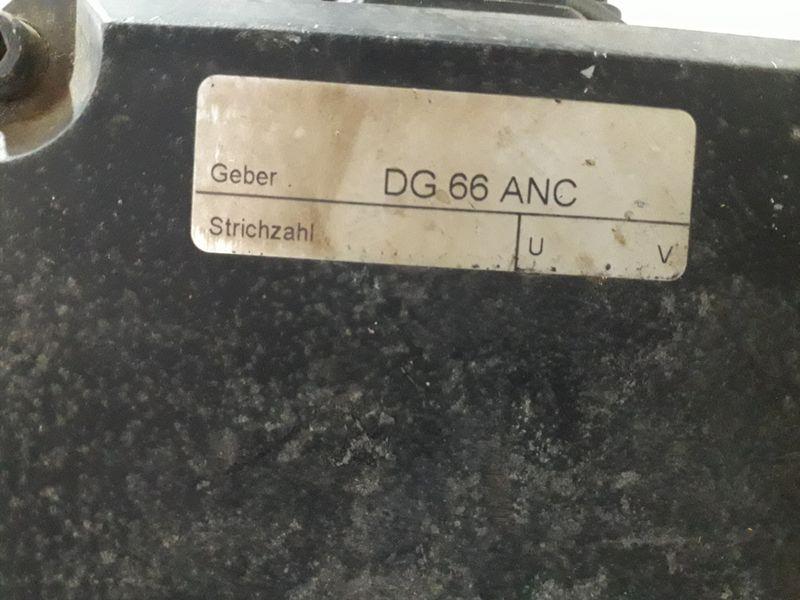 Geber DG 66 ANC
Strichzahl U V